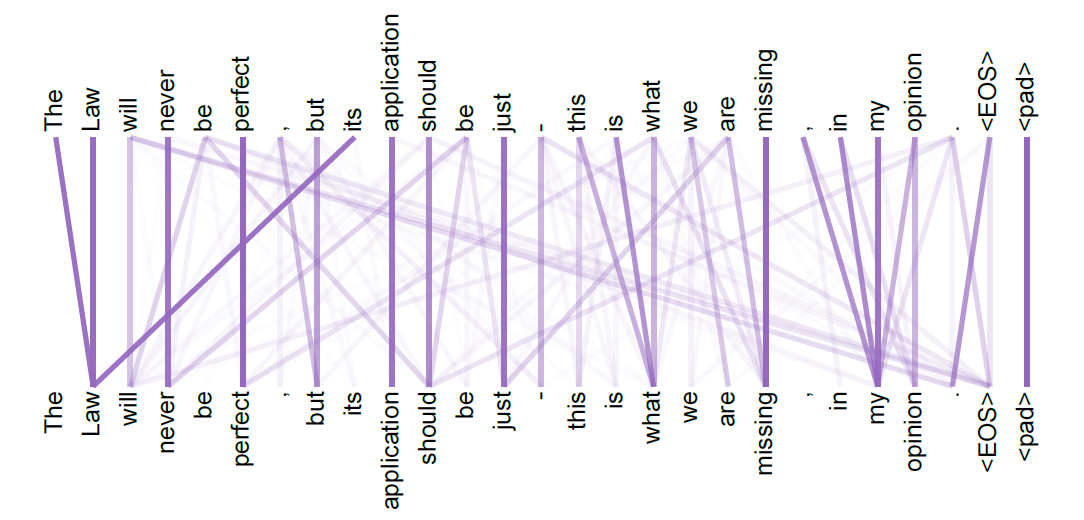 The Law will never be perfect , but its application should be just - this is what we are missing , in my opinion . <EOS> <pad>
The Law will never be perfect , but its application should be just - this is what we are missing , in my opinion . <EOS> <pad>